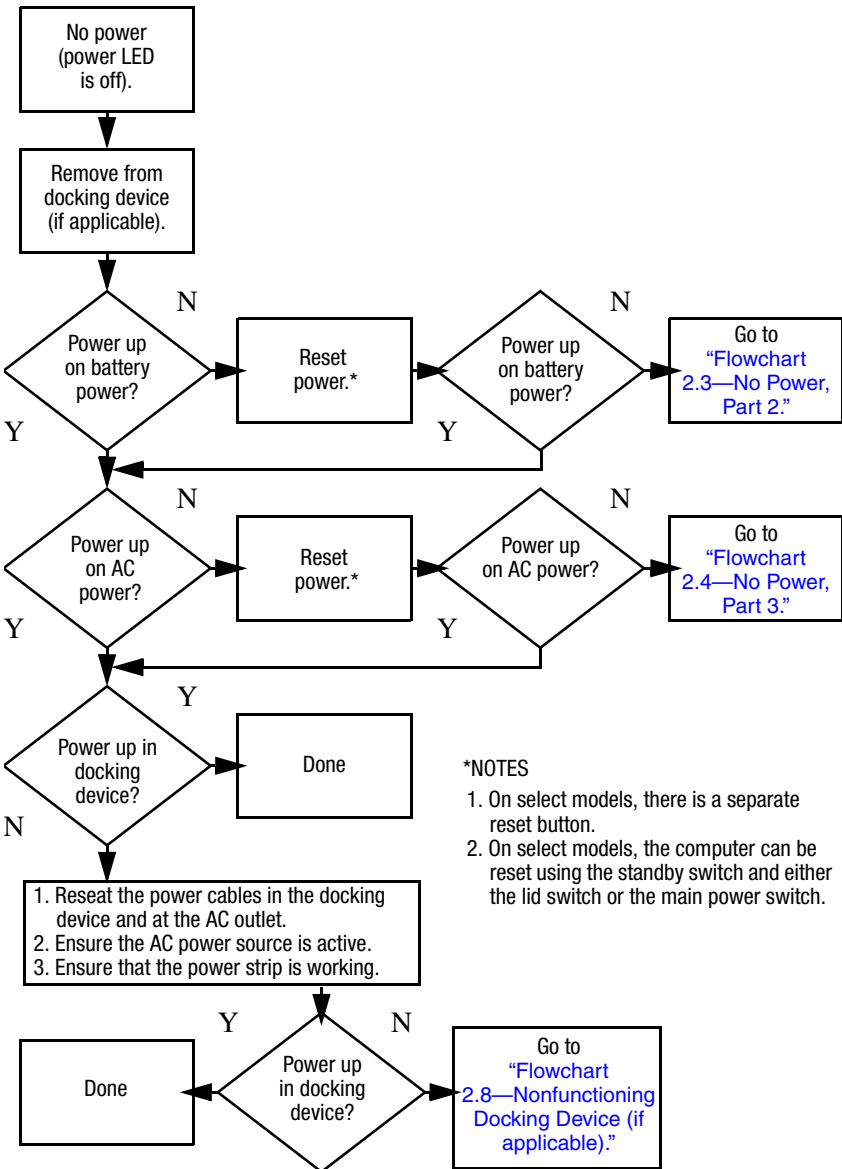 No power
(power LED
is off).
Remove from
docking device
(if applicable).
N
N
Power up
on battery
power?
Reset
power.*
Power up
on battery
power?
Go to
“Flowchart
2.3—No Power,
Part 2.”
Y
Y
N
N
Power up
on AC
power?
Reset
power.*
Power up
on AC power?
Go to
“Flowchart
2.4—No Power,
Part 3.”
Y
Y
Y
Power up in
docking
device?
Done
N
*NOTES
1. On select models, there is a separate
reset button.
2. On select models, the computer can be
reset using the standby switch and either
the lid switch or the main power switch.
1. Reseat the power cables in the docking
device and at the AC outlet.
2. Ensure the AC power source is active.
3. Ensure that the power strip is working.
Y
N
Done
Power up
in docking
device?
Go to
“Flowchart
2.8—Nonfunctioning
Docking Device (if
applicable).”